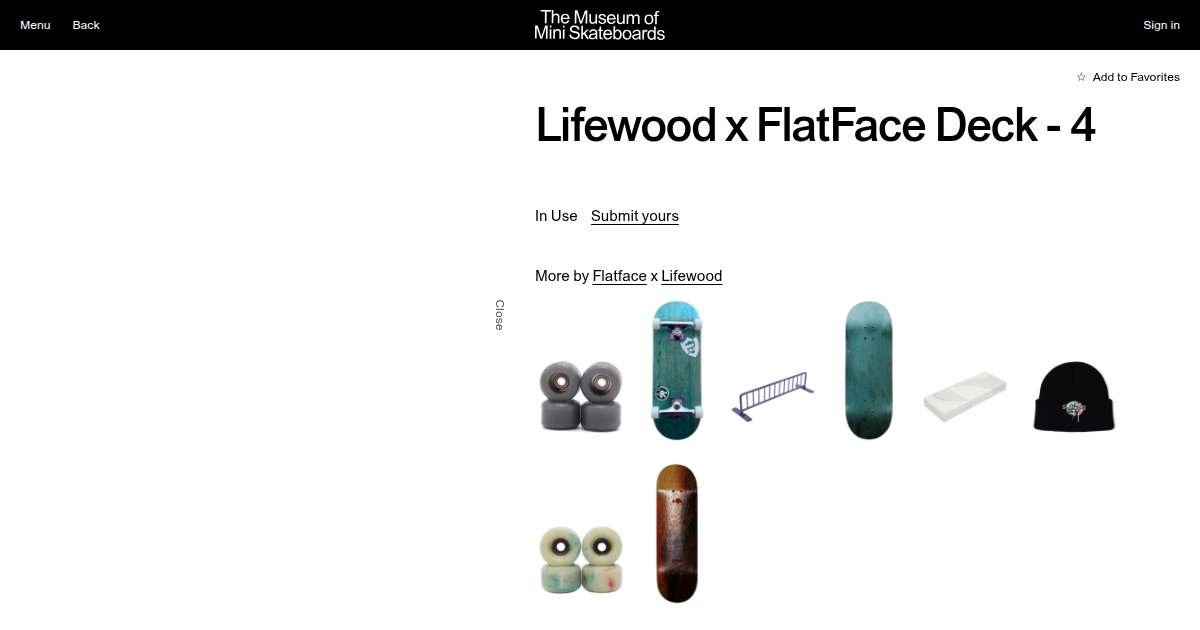 Menu Back
The Museum of
Mini Skateboards
Sign in
☆ Add to Favorites
Lifewood x FlatFace Deck - 4
In Use Submit yours
More by Flatface x Lifewood
Close